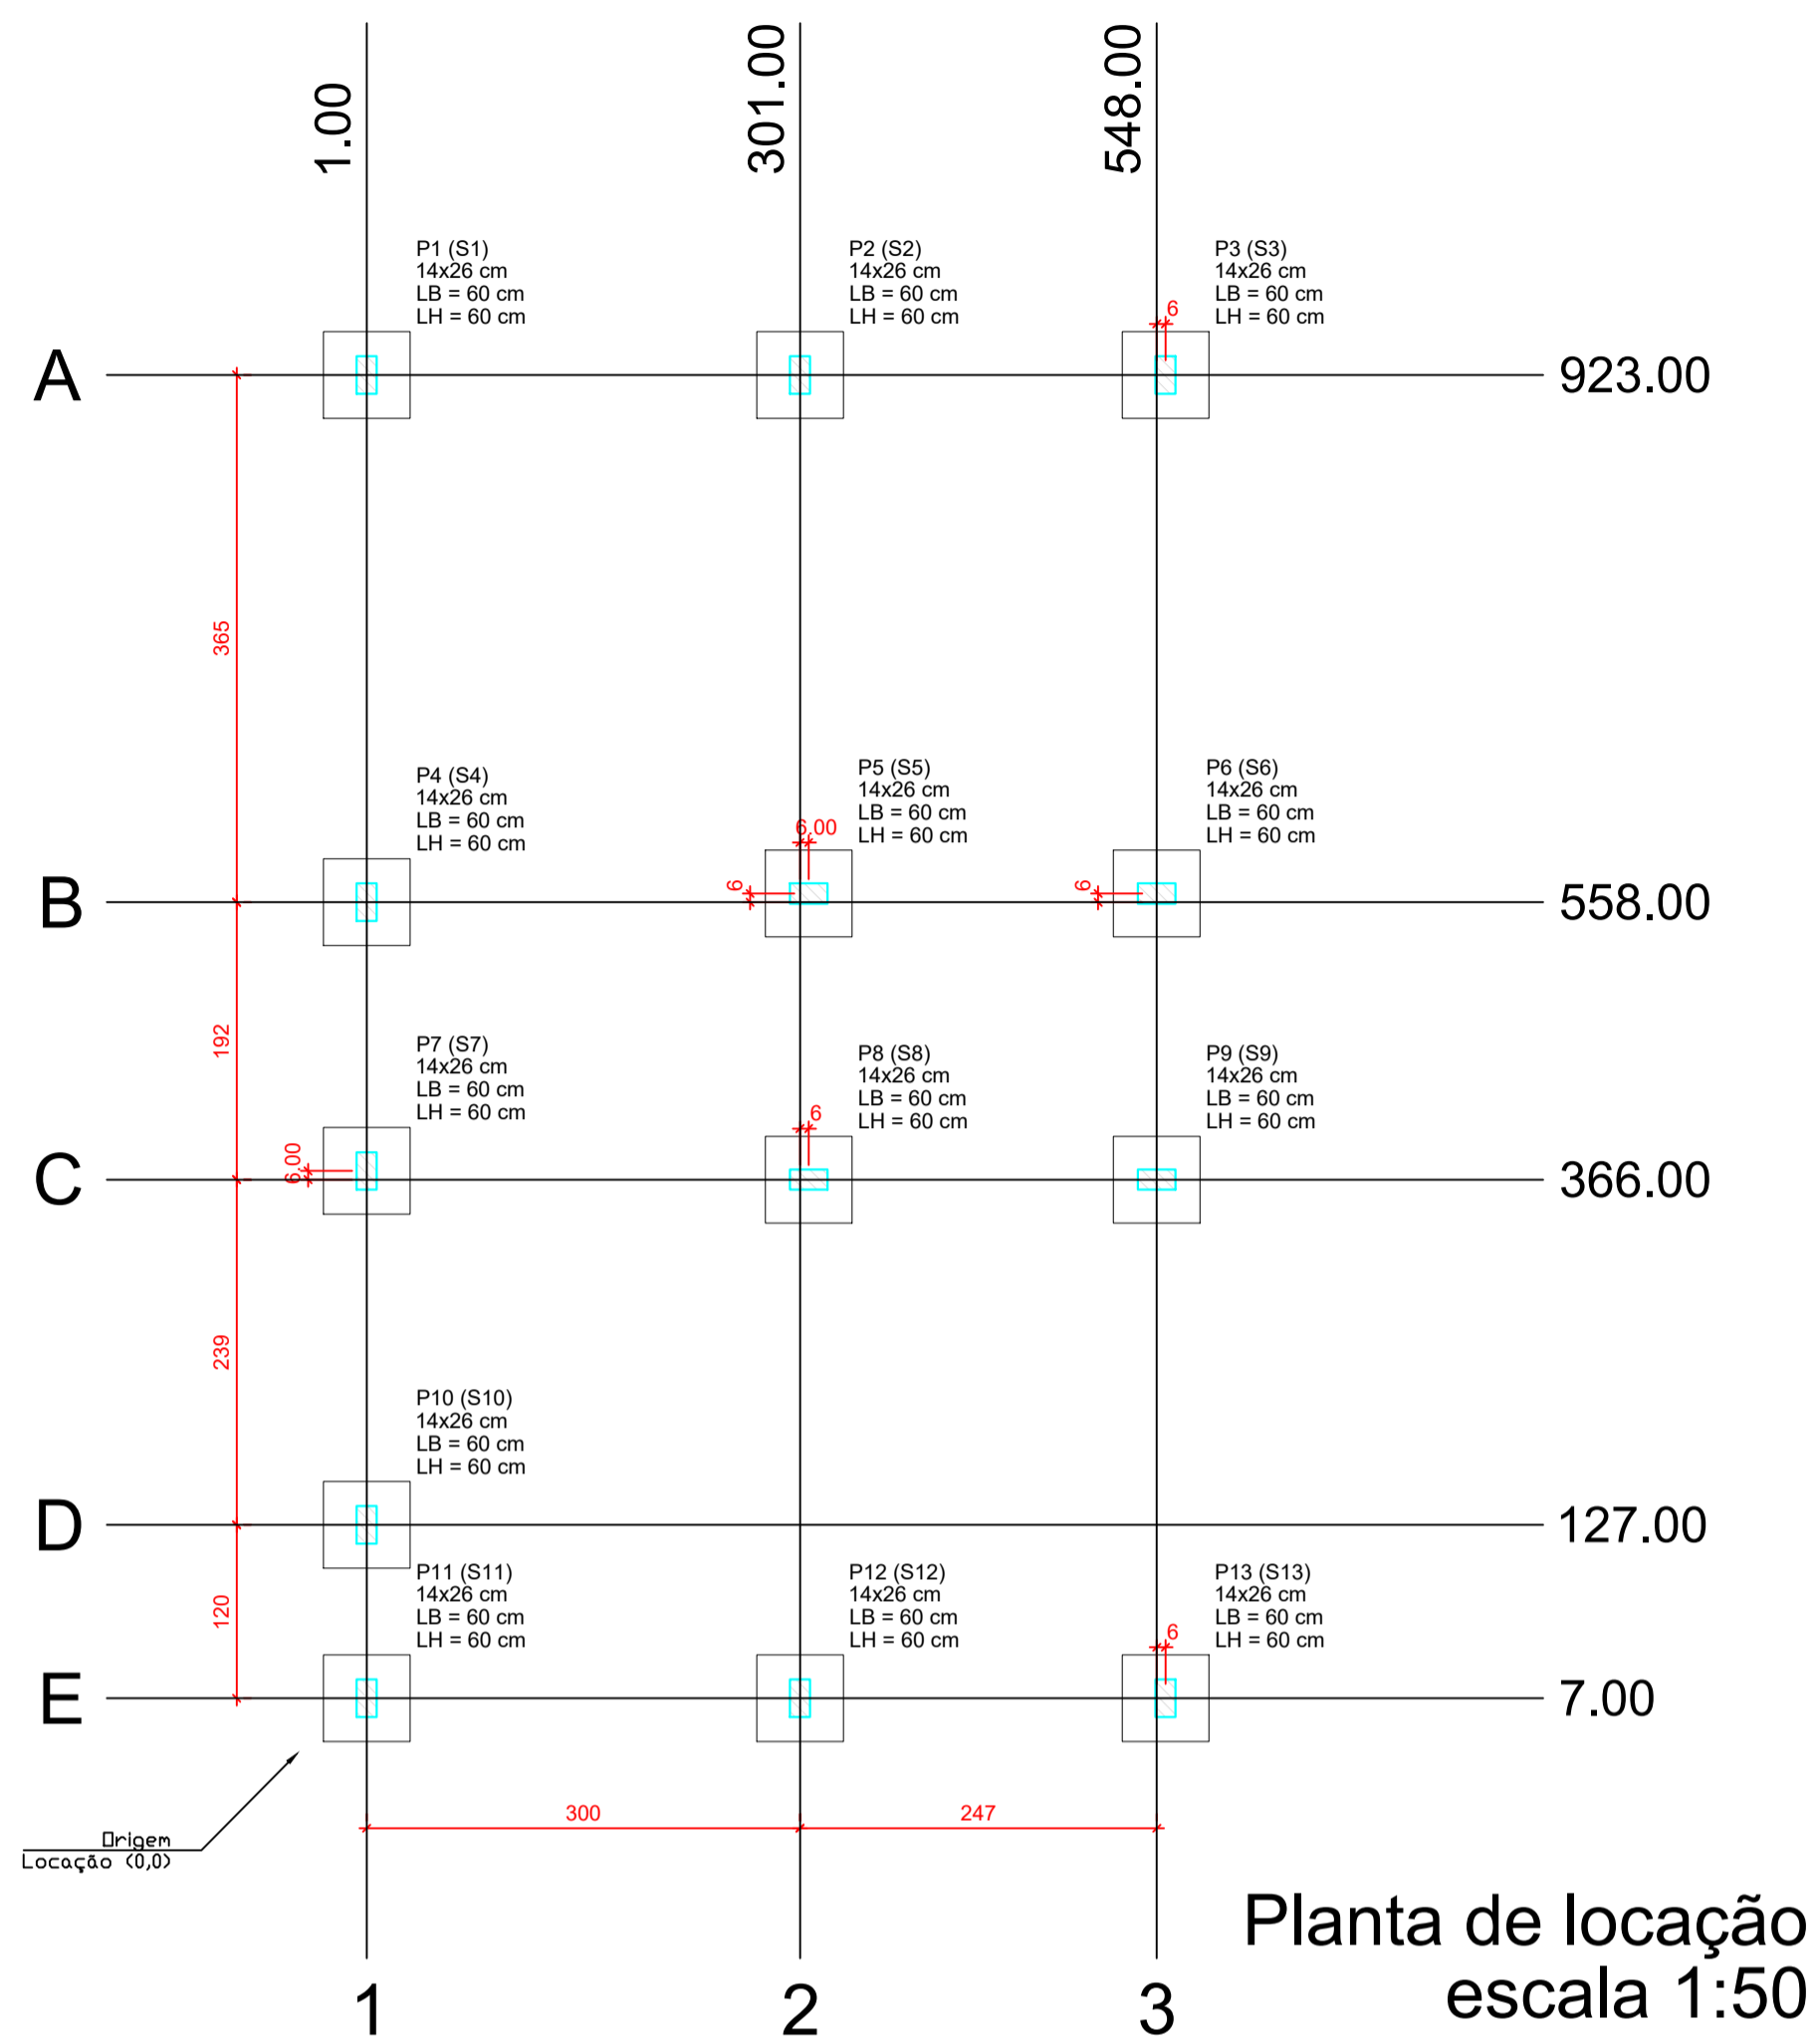 1.00
301.00
548.00
P1 (S1)
14x26 cm
LB = 60 cm
LH = 60 cm
P2 (S2)
14x26 cm
LB = 60 cm
LH = 60 cm
P3 (S3)
14x26 cm
LB = 60 cm
LH = 60 cm
6
A
923.00
365
P4 (S4)
14x26 cm
LB = 60 cm
LH = 60 cm
P5 (S5)
14x26 cm
LB = 60 cm
LH = 60 cm
6.00
6
P6 (S6)
14x26 cm
LB = 60 cm
LH = 60 cm
6
B
558.00
192
P7 (S7)
14x26 cm
LB = 60 cm
LH = 60 cm
6.00
P8 (S8)
14x26 cm
LB = 60 cm
LH = 60 cm
6
P9 (S9)
14x26 cm
LB = 60 cm
LH = 60 cm
C
366.00
239
P10 (S10)
14x26 cm
LB = 60 cm
LH = 60 cm
D
127.00
120
P11 (S11)
14x26 cm
LB = 60 cm
LH = 60 cm
P12 (S12)
14x26 cm
LB = 60 cm
LH = 60 cm
P13 (S13)
14x26 cm
LB = 60 cm
LH = 60 cm
6
E
7.00
300
247
Origem
Locação (0,0)
Planta de locação
escala 1:50
1
2
3